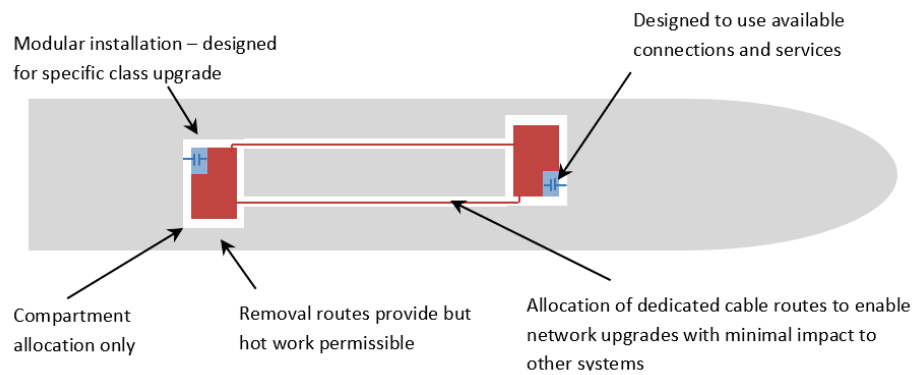 Modular installation – designed
for specific class upgrade
Designed to use available
connections and services
Compartment
allocation only
Removal routes provide but
hot work permissible
Allocation of dedicated cable routes to enable
network upgrades with minimal impact to
other systems